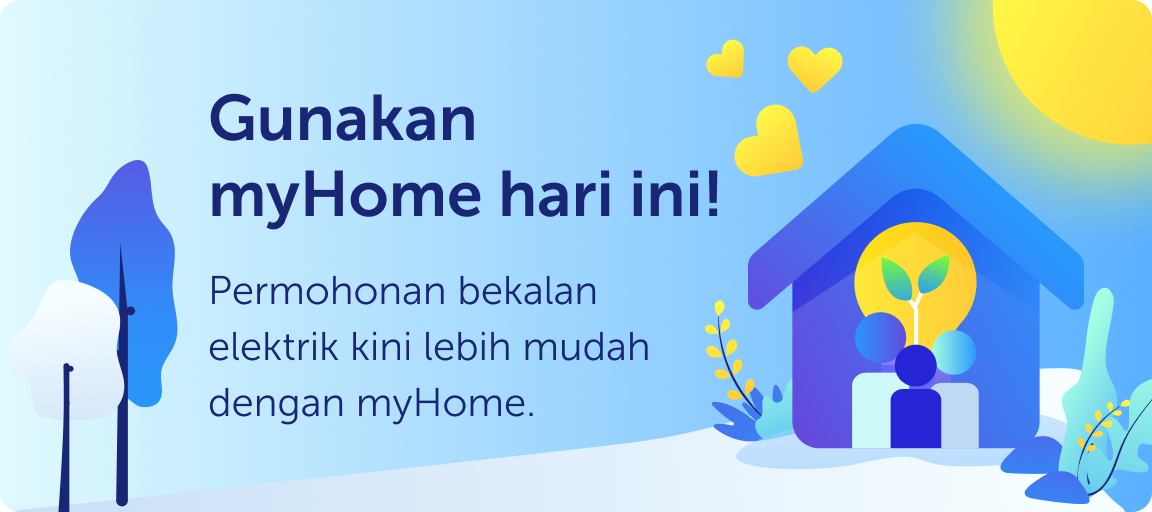 Gunakan
myHome hari ini!
Permohonan bekalan
elektrik kini lebih mudah
dengan myHome.